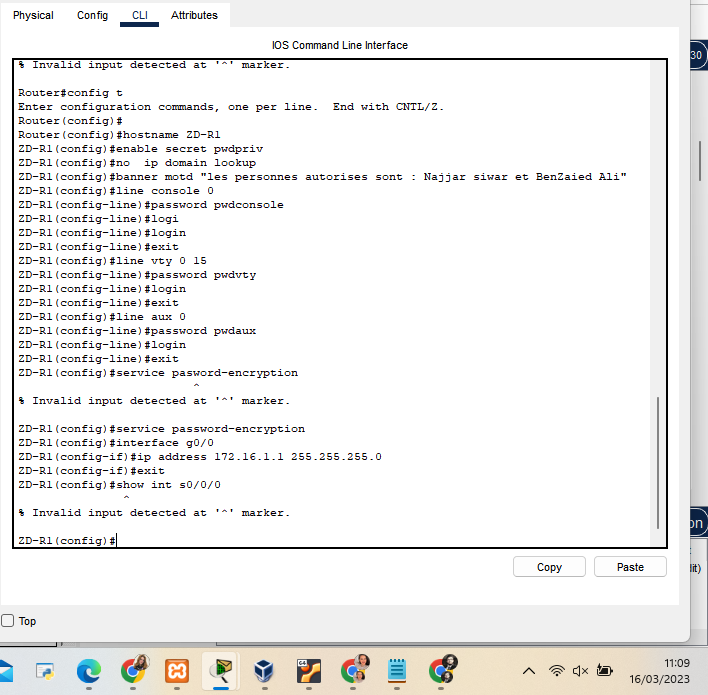 Physical Config CLI Attributes
IOS Command Line Interface
% Invalid input detected at '^' marker.
Router#config t
Enter configuration commands, one per line.  End with CNTL/Z.
Router(config)#
Router(config)#hostname ZD-R1
ZD-R1(config)#enable secret pwdpriv
ZD-R1(config)#no  ip domain lookup
ZD-R1(config)#banner motd "les personnes autorises sont : Najjar siwar et BenZaied Ali"
ZD-R1(config)#line console 0
ZD-R1(config-line)#password pwdconsole
ZD-R1(config-line)#logi
ZD-R1(config-line)#login
ZD-R1(config-line)#exit
ZD-R1(config)#line vty 0 15
ZD-R1(config-line)#password pwdvty
ZD-R1(config-line)#login
ZD-R1(config-line)#exit
ZD-R1(config)#line aux 0
ZD-R1(config-line)#password pwdaux
ZD-R1(config-line)#login
ZD-R1(config-line)#exit
ZD-R1(config)#service pasword-encryption
^
% Invalid input detected at '^' marker.
ZD-R1(config)#service password-encryption
ZD-R1(config)#interface g0/0
ZD-R1(config-if)#ip address 172.16.1.1 255.255.255.0
ZD-R1(config-if)#exit
ZD-R1(config)#show int s0/0/0
^
% Invalid input detected at '^' marker.
ZD-R1(config)#
Copy Paste
Top
30
on
dit)
64
11:09
16/03/2023